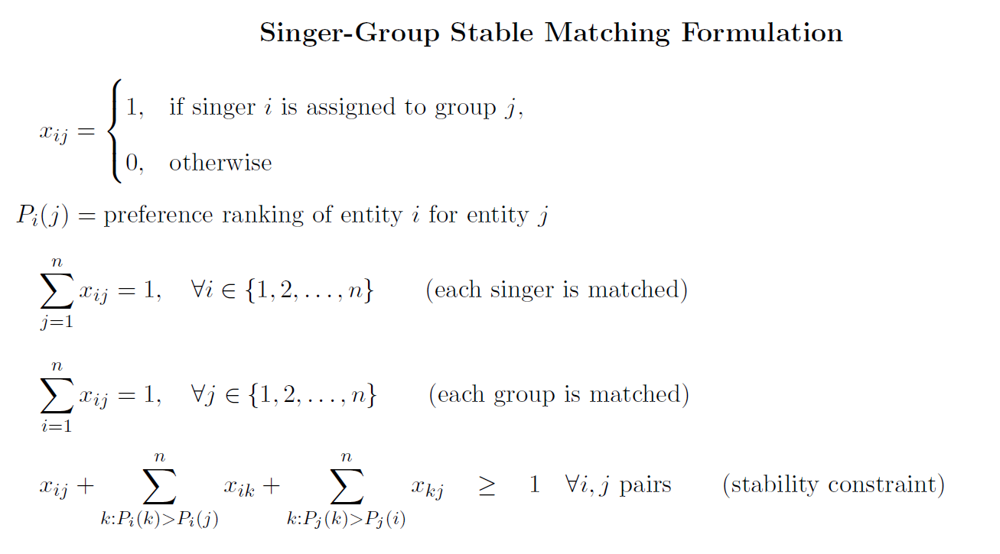 Singer-Group Stable Matching Formulation
x_{ij} = { 1, if singer i is assigned to group j,
0, otherwise
P_i(j) = preference ranking of entity i for entity j
\sum_{j=1}^{n} x_{ij} = 1, ∀i ∈ {1, 2, . . . , n} (each singer is matched)
\sum_{i=1}^{n} x_{ij} = 1, ∀j ∈ {1, 2, . . . , n} (each group is matched)
x_{ij} + \sum_{k:P_i(k)>P_i(j)}^{n} x_{ik} + \sum_{k:P_j(k)>P_j(i)}^{n} x_{kj} ≥ 1 ∀i, j pairs (stability constraint)